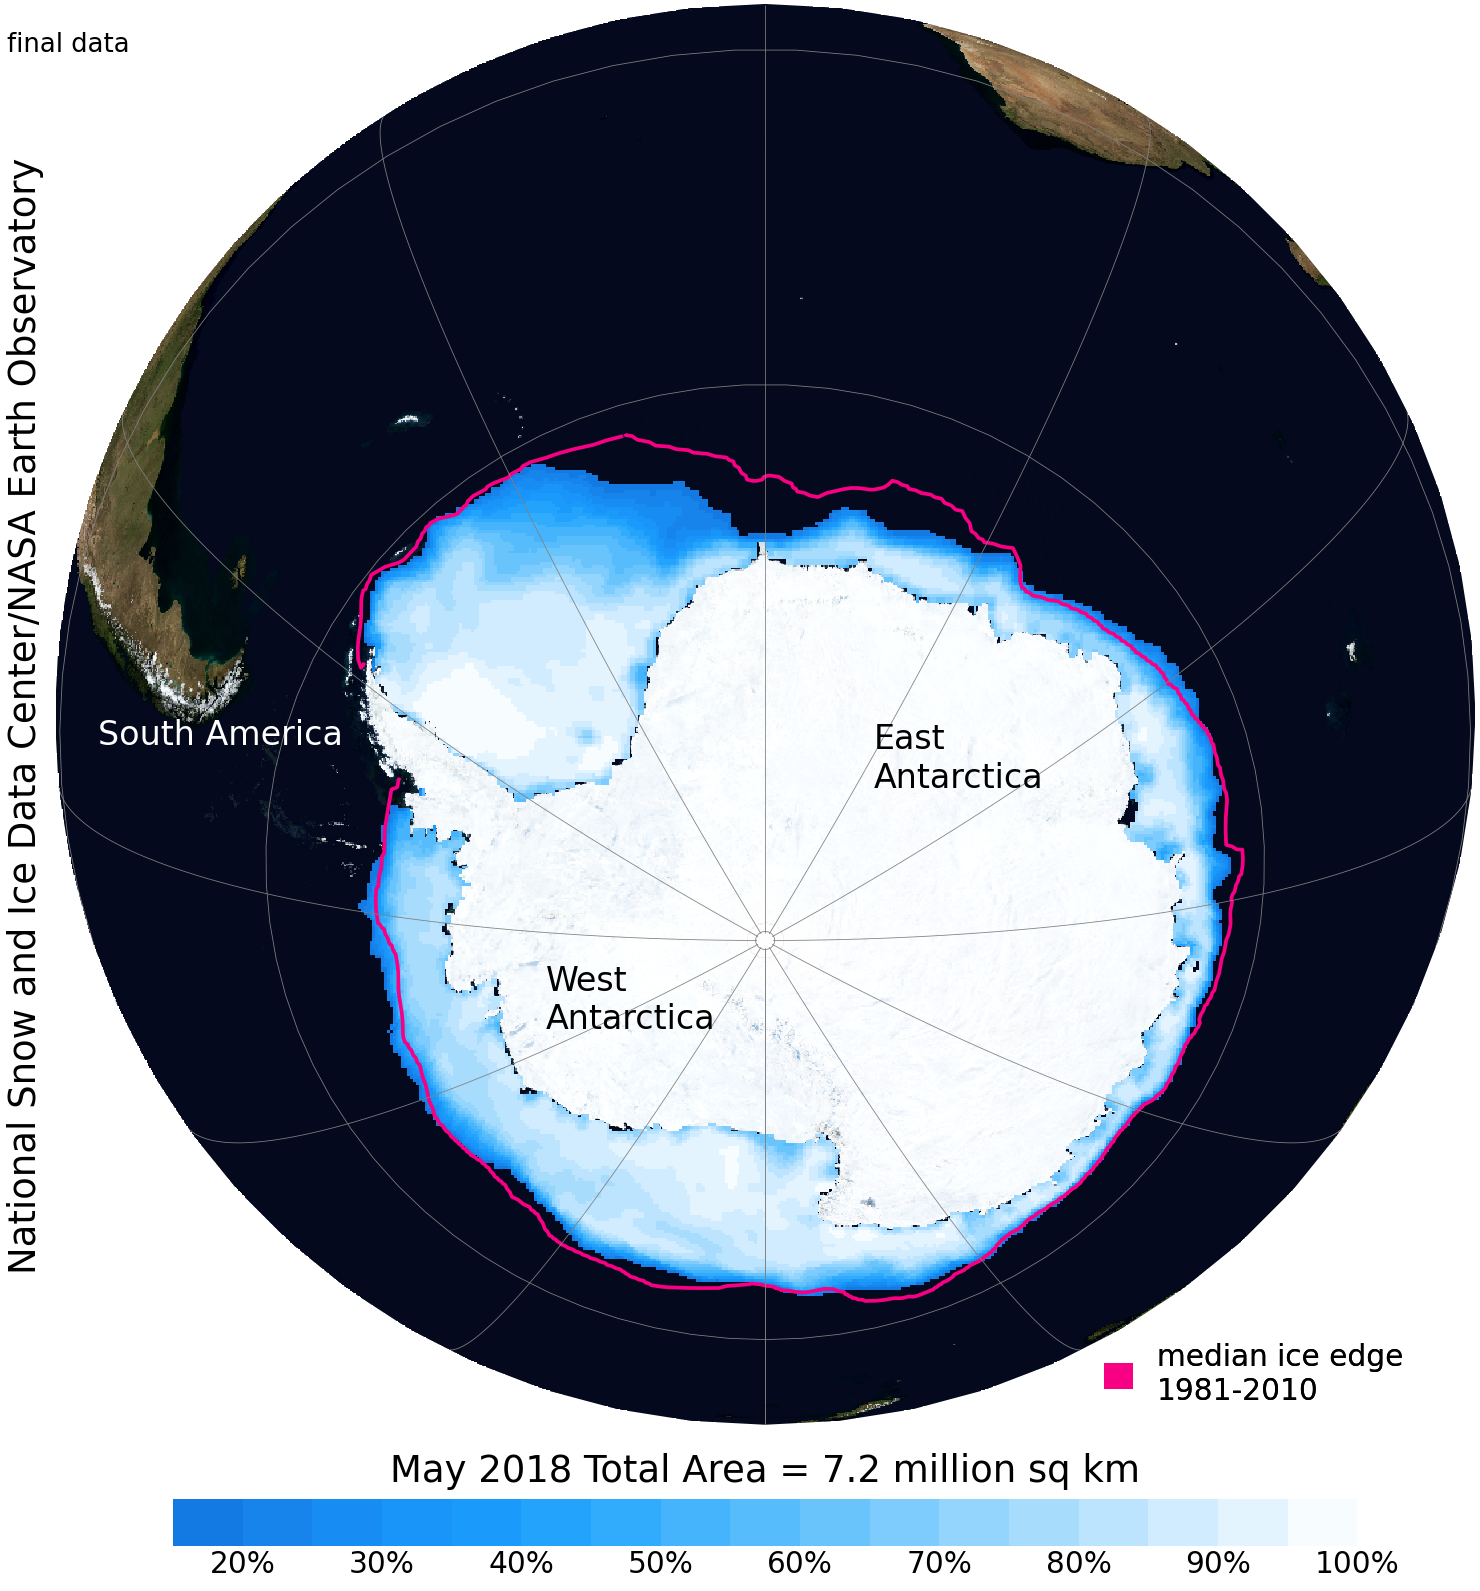 final data
National Snow and Ice Data Center/NASA Earth Observatory
South America
East
Antarctica
West
Antarctica
median ice edge
1981-2010
May 2018 Total Area = 7.2 million sq km
20% 30% 40% 50% 60% 70% 80% 90% 100%